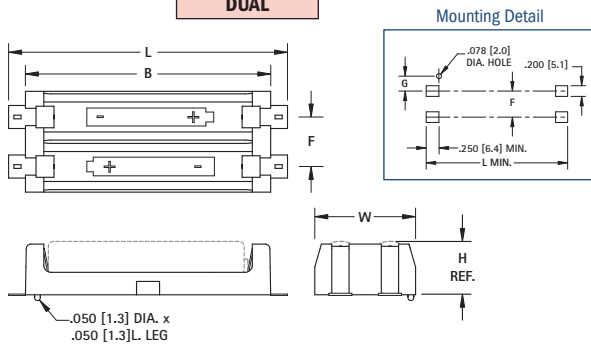 DUAL
Mounting Detail
L
B
- +
+ -
F
.078 [2.0]
DIA. HOLE
.200 [5.1]
G
F
.250 [6.4] MIN.
L MIN.
W
H
REF.
.050 [1.3] DIA. x
.050 [1.3]L. LEG